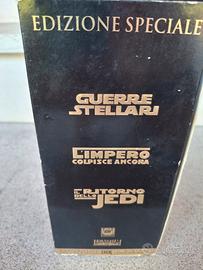 EDIZIONE SPECIALE
GUERRE
STELLARI
L'IMPERO
COLPISCE ANCORA
IL RITORNO
DELLO
JEDI